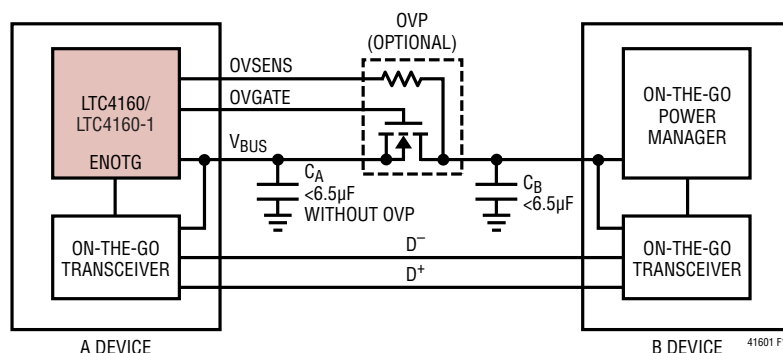 OVP
(OPTIONAL)
OVSENS
OVGATE
LTC4160/
LTC4160-1
ENOTG
VBUS
CA
<6.5µF
WITHOUT OVP
CB
<6.5µF
ON-THE-GO
POWER
MANAGER
ON-THE-GO
TRANSCEIVER
D–
D+
ON-THE-GO
TRANSCEIVER
A DEVICE
B DEVICE